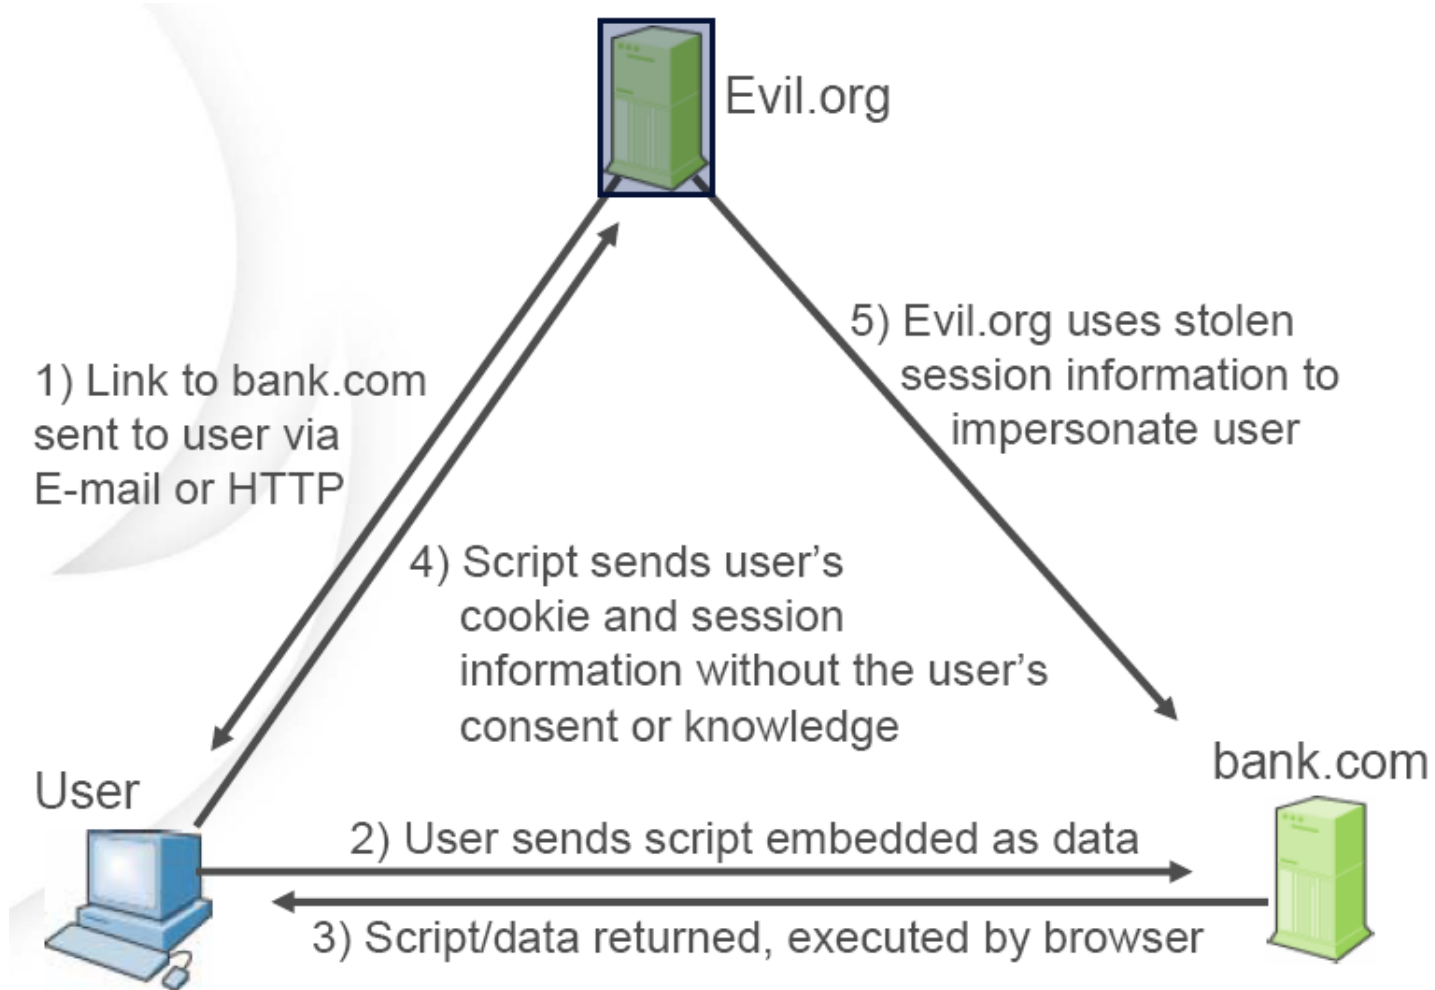 Evil.org
5) Evil.org uses stolen
session information to
impersonate user
1) Link to bank.com
sent to user via
E-mail or HTTP
4) Script sends user's
cookie and session
information without the user's
consent or knowledge
bank.com
User
2) User sends script embedded as data
3) Script/data returned, executed by browser